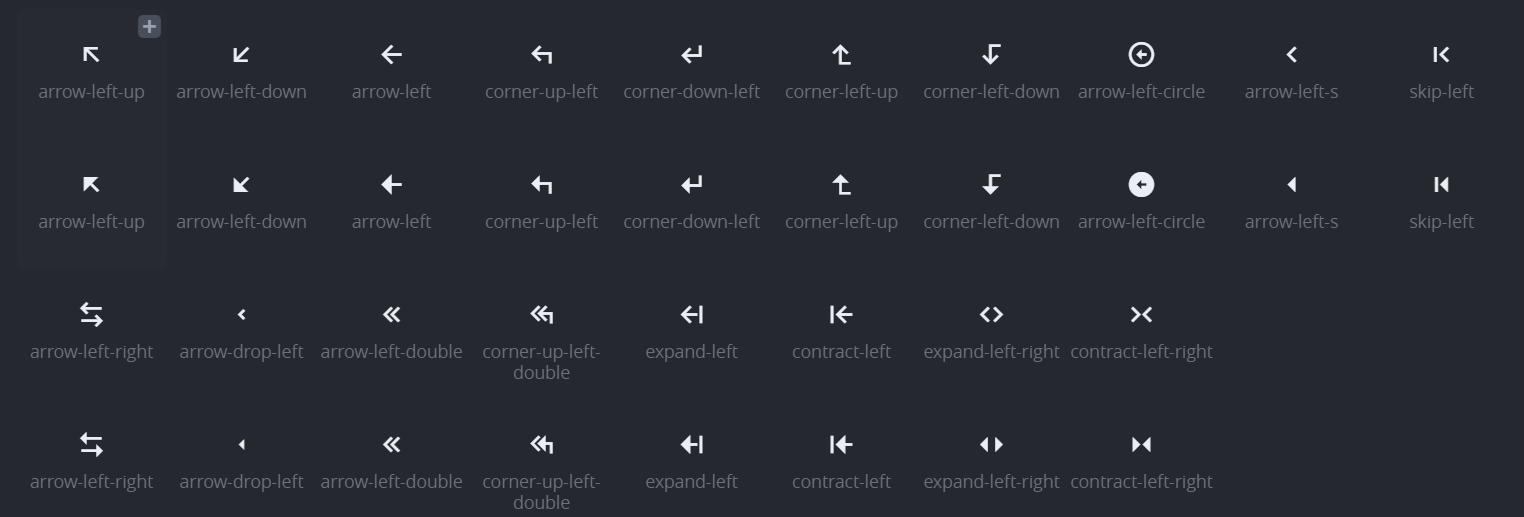 arrow-left-up arrow-left-down arrow-left corner-up-left corner-down-left corner-left-up corner-left-down arrow-left-circle arrow-left-s skip-left
arrow-left-up arrow-left-down arrow-left corner-up-left corner-down-left corner-left-up corner-left-down arrow-left-circle arrow-left-s skip-left
arrow-left-right arrow-drop-left arrow-left-double corner-up-left- expand-left contract-left expand-left-right contract-left-right
double
arrow-left-right arrow-drop-left arrow-left-double corner-up-left- expand-left contract-left expand-left-right contract-left-right
double